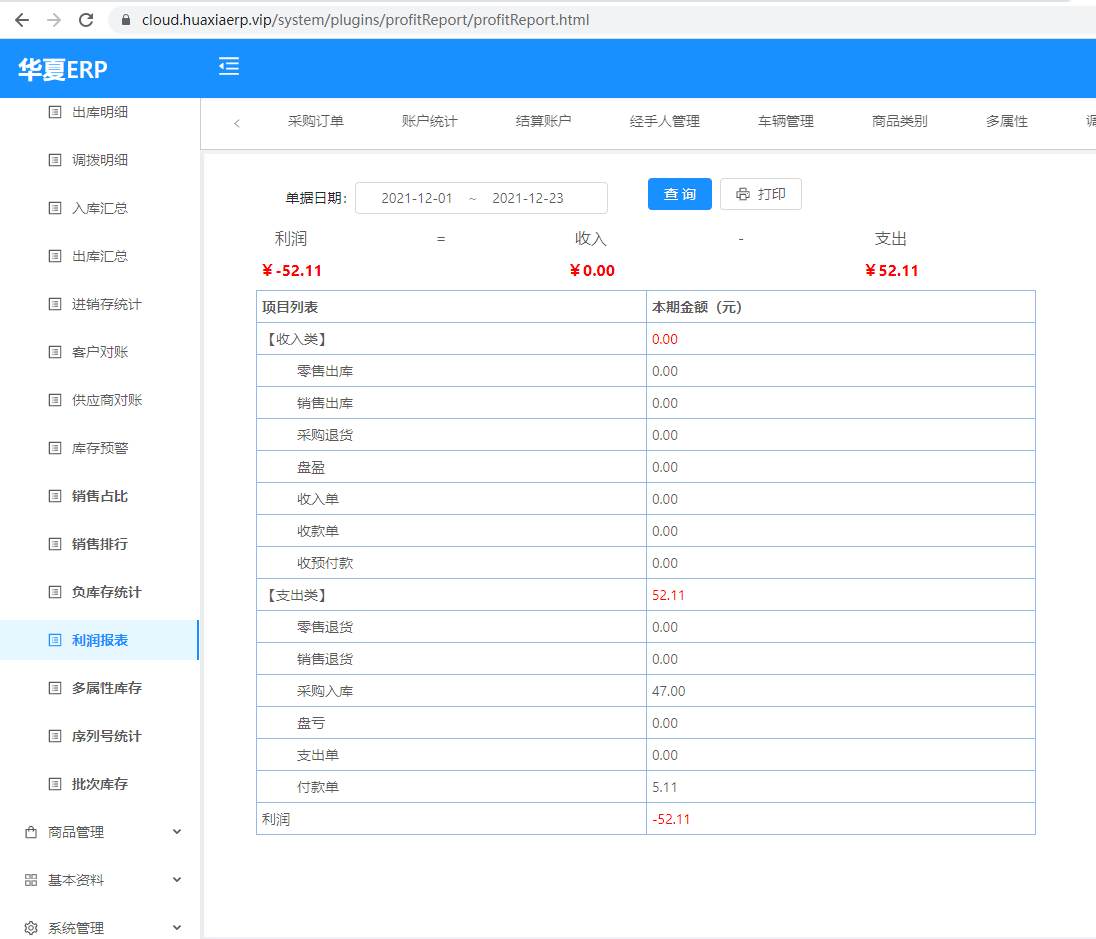 cloud.huaxiaerp.vip/system/plugins/profitReport/profitReport.html
华夏ERP
出库明细
调拨明细
入库汇总
出库汇总
进销存统计
客户对账
供应商对账
库存预警
销售占比
销售排行
负库存统计
利润报表
多属性库存
序列号统计
批次库存
商品管理
基本资料
系统管理
采购订单 账户统计 结算账户 经手人管理 车辆管理 商品类别 多属性
单据日期: 2021-12-01 ~ 2021-12-23 查询 打印
利润 = 收入 - 支出
￥-52.11 ￥0.00 ￥52.11
项目列表 本期金额（元）
【收入类】 0.00
零售出库 0.00
销售出库 0.00
采购退货 0.00
盘盈 0.00
收入单 0.00
收款单 0.00
收预付款 0.00
【支出类】 52.11
零售退货 0.00
销售退货 0.00
采购入库 47.00
盘亏 0.00
支出单 0.00
付款单 5.11
利润 -52.11